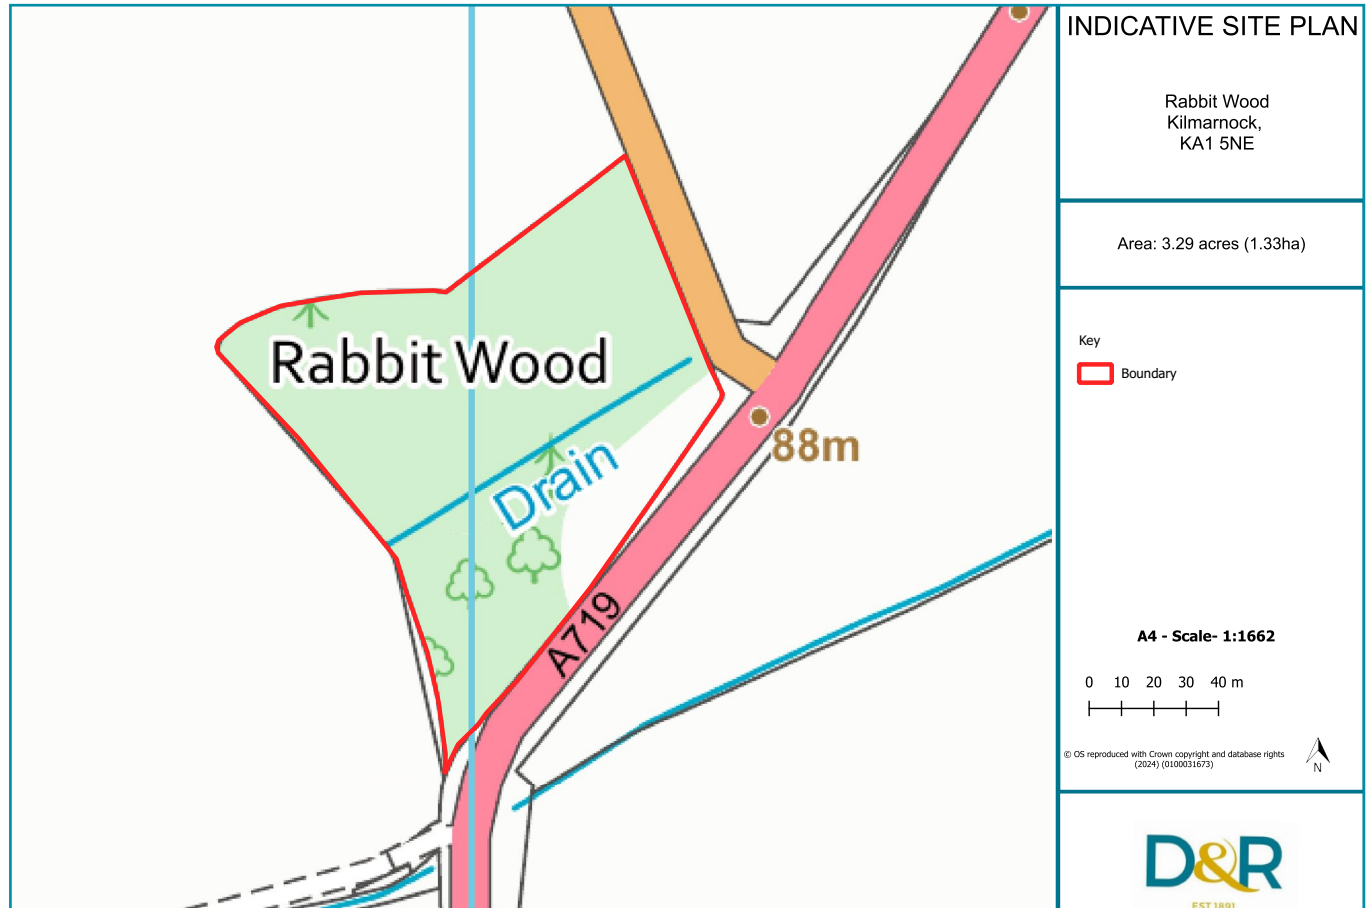 INDICATIVE SITE PLAN
Rabbit Wood
Kilmarnock,
KA1 5NE
Area: 3.29 acres (1.33ha)
Key
Boundary
A4 - Scale- 1:1662
0 10 20 30 40 m
© OS reproduced with Crown copyright and database rights
(2024) (0100031673)
N
D&R
EST 1891
Rabbit Wood
Drain
88m
A719